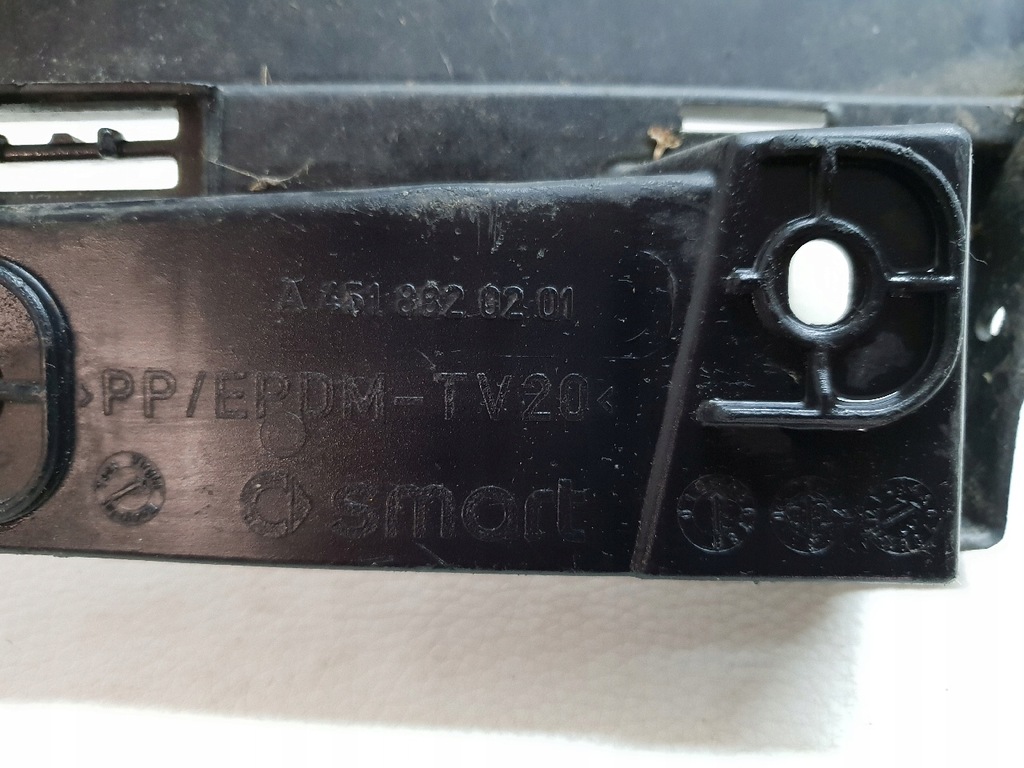 A 451 882 02 01
>PP/EPDM-TV20<
smart